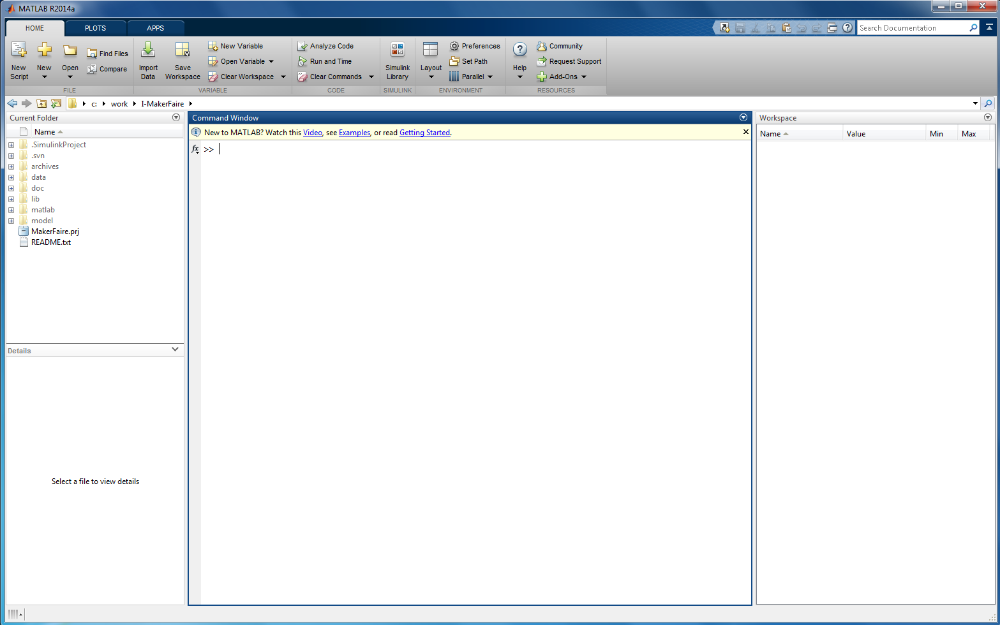 MATLAB R2014a
HOME PLOTS APPS
Search Documentation
New Script New Open Find Files Compare
FILE
Import Data Save Workspace New Variable Open Variable Clear Workspace
VARIABLE
Analyze Code Run and Time Clear Commands
CODE
Simulink Library
SIMULINK
Layout Preferences Set Path Parallel
ENVIRONMENT
Help Community Request Support Add-Ons
RESOURCES
c: work I-MakerFaire
Current Folder
Name
.SimulinkProject
.svn
archives
data
doc
lib
matlab
model
MakerFaire.prj
README.txt
Details
Select a file to view details
Command Window
New to MATLAB? Watch this Video, see Examples, or read Getting Started.
fx >>
Workspace
Name Value Min Max